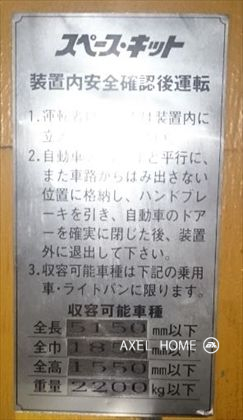 スペース・キット
装置内安全確認後運転
1.運転者 は装置内に
立
2.自動車 と平行に、
また車路からはみ出さない
位置に格納し、ハンドブレ
ーキを引き、自動車のドア
ーを確実に閉じた後、装置
外に退出して下さい。
3.収容可能車種は下記の乗用
車・ライトバンに限ります。
収容可能車種
全長 5150 mm以下
全巾 18 mm以下
AXEL_HOME
全高 1550 mm以下
重量 2200 kg以下